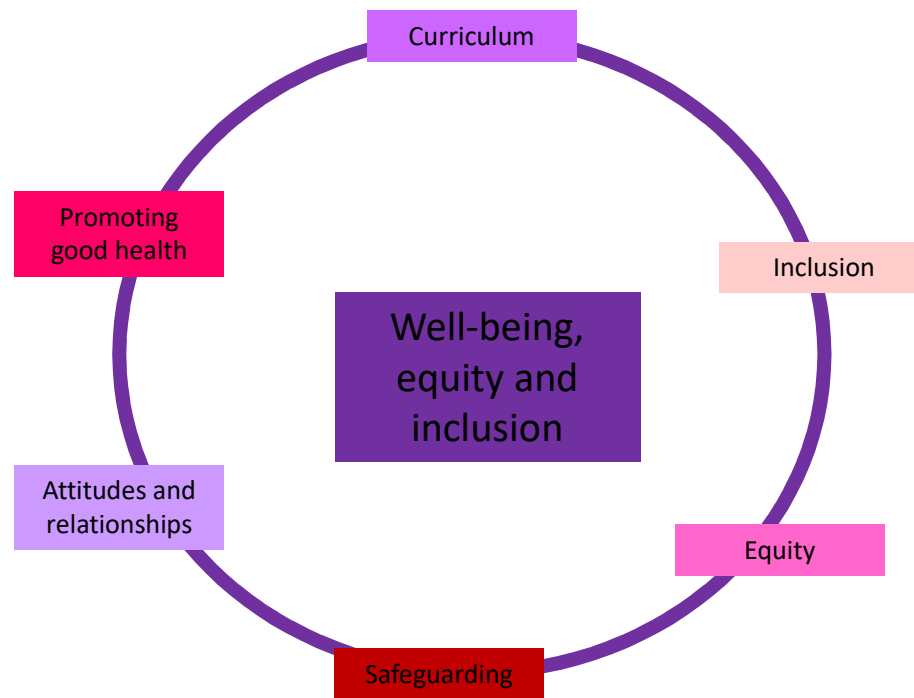 Curriculum
Promoting
good health
Inclusion
Well-being,
equity and
inclusion
Attitudes and
relationships
Equity
Safeguarding